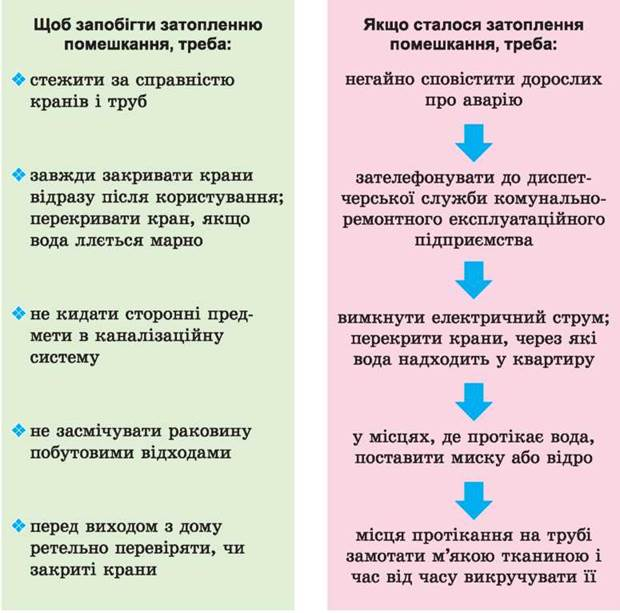 Щоб запобігти затопленню
помешкання, треба:
стежити за справністю
кранів і труб
завжди закривати крани
відразу після користування;
перекривати кран, якщо
вода ллється марно
не кидати сторонні пред-
мети в каналізаційну
систему
не засмічувати раковину
побутовими відходами
перед виходом з дому
ретельно перевіряти, чи
закриті крани
Якщо сталося затоплення
помешкання, треба:
негайно сповістити дорослих
про аварію
зателефонувати до диспет-
черської служби комунально-
ремонтного експлуатаційного
підприємства
вимкнути електричний струм;
перекрити крани, через які
вода надходить у квартиру
у місцях, де протікає вода,
поставити миску або відро
місця протікання на трубі
замотати м’якою тканиною і
час від часу викручувати її